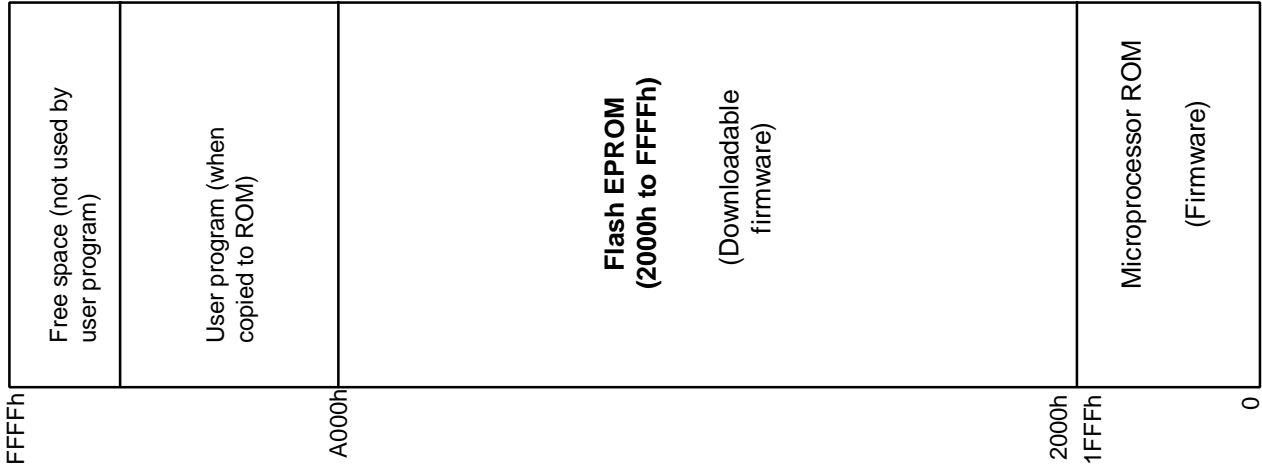 FFFFh
Free space (not used by
user program)
User program (when
copied to ROM)
A000h
Flash EPROM
(2000h to FFFFh)
(Downloadable
firmware)
2000h
1FFFh
Microprocessor ROM
(Firmware)
0